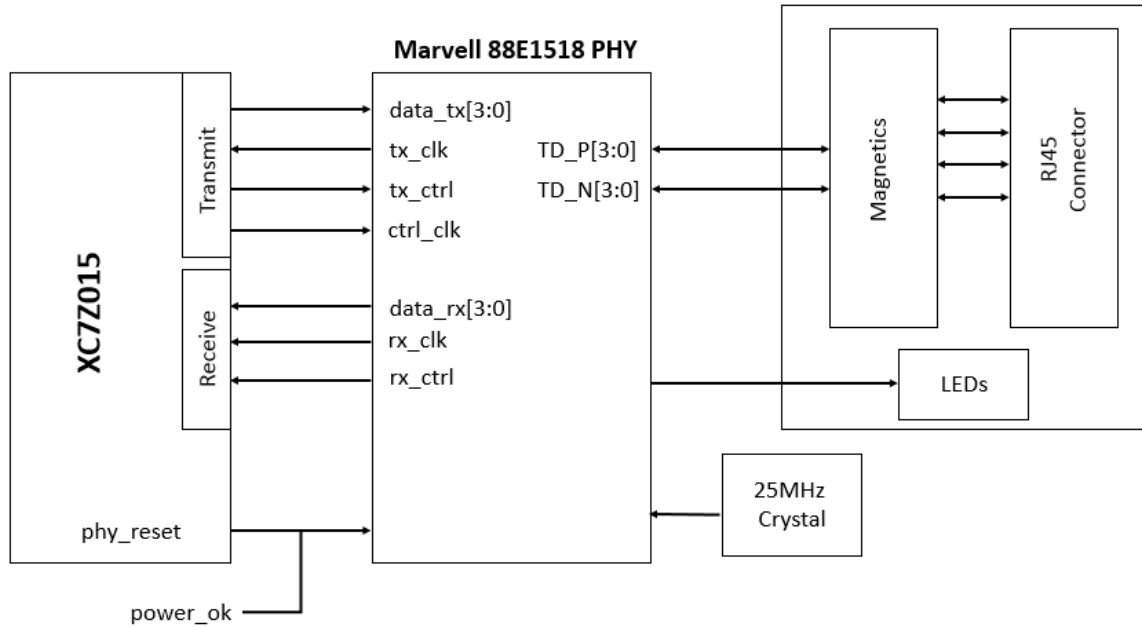 Marvell 88E1518 PHY
XC7Z015
Transmit
Receive
phy_reset
power_ok
data_tx[3:0]
tx_clk
tx_ctrl
ctrl_clk
data_rx[3:0]
rx_clk
rx_ctrl
TD_P[3:0]
TD_N[3:0]
Magnetics
RJ45
Connector
LEDs
25MHz
Crystal